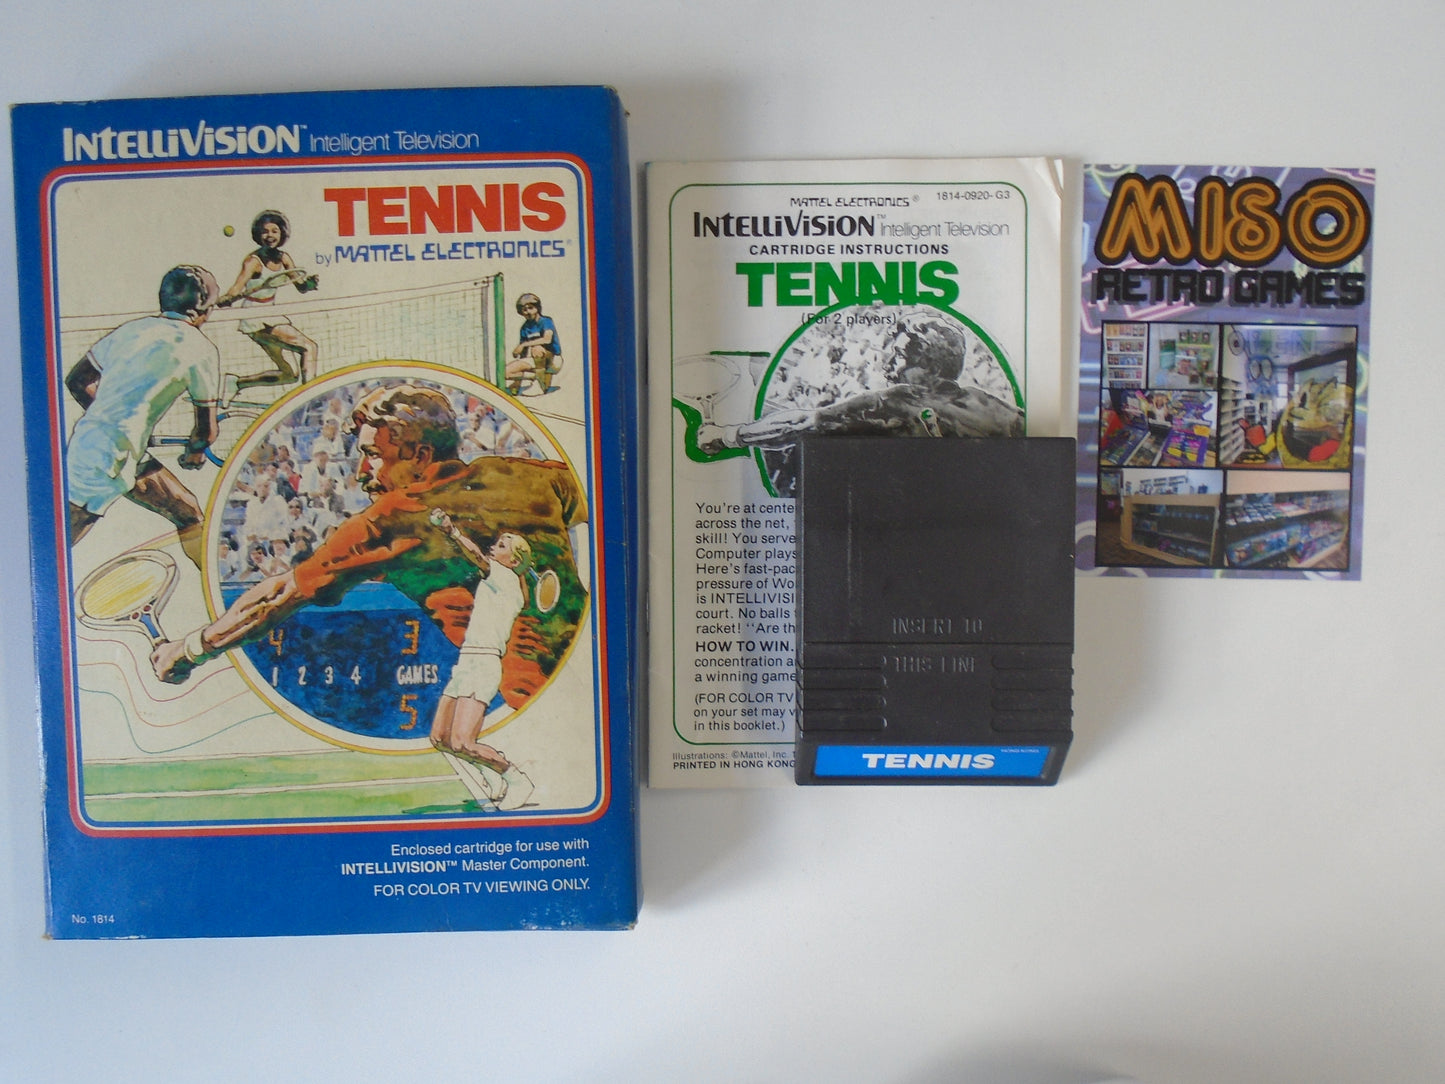 INTELLIVISION™ Intelligent Television
TENNIS
by MATTEL ELECTRONICS®
4 3
1 2 3 4 GAMES
5
Enclosed cartridge for use with
INTELLIVISION™ Master Component.
FOR COLOR TV VIEWING ONLY.
No. 1814
MATTEL ELECTRONICS® 1814-0920-G3
INTELLIVISION™ Intelligent Television
CARTRIDGE INSTRUCTIONS
TENNIS
(For 2 players)
You're at cente
across the net,
skill! You serve
Computer plays
Here's fast-pac
pressure of Wo
is INTELLIVISI
court. No balls
racket! "Are th
HOW TO WIN.
concentration a
a winning game
(FOR COLOR TV
on your set may v
in this booklet.)
Illustrations: ©Mattel, Inc. 1
PRINTED IN HONG KONG
INSERT TO
THIS LINE
TENNIS
MISO
RETRO GAMES